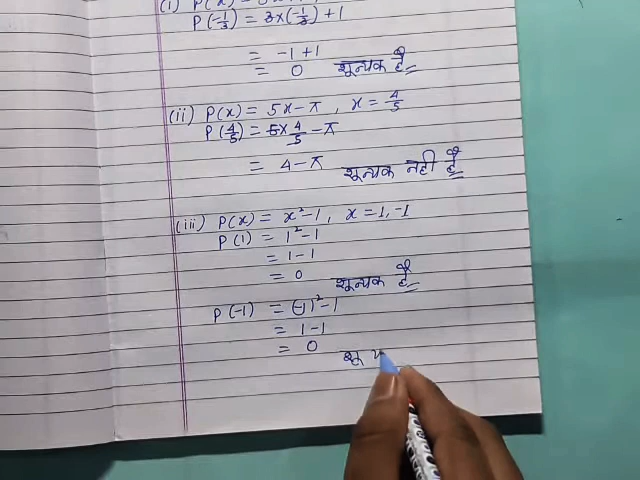 (i) P(x) =
P(-1/3) = 3×(-1/3) + 1
= -1 + 1
= 0 शून्यक है
(ii) P(x) = 5x - π, x = 4/5
P(4/5) = 5×4/5 - π
= 4 - π शून्यक नही है
(iii) P(x) = x²-1, x = 1, -1
P(1) = 1²-1
= 1-1
= 0 शून्यक है
P(-1) = (-1)²-1
= 1-1
= 0
शू